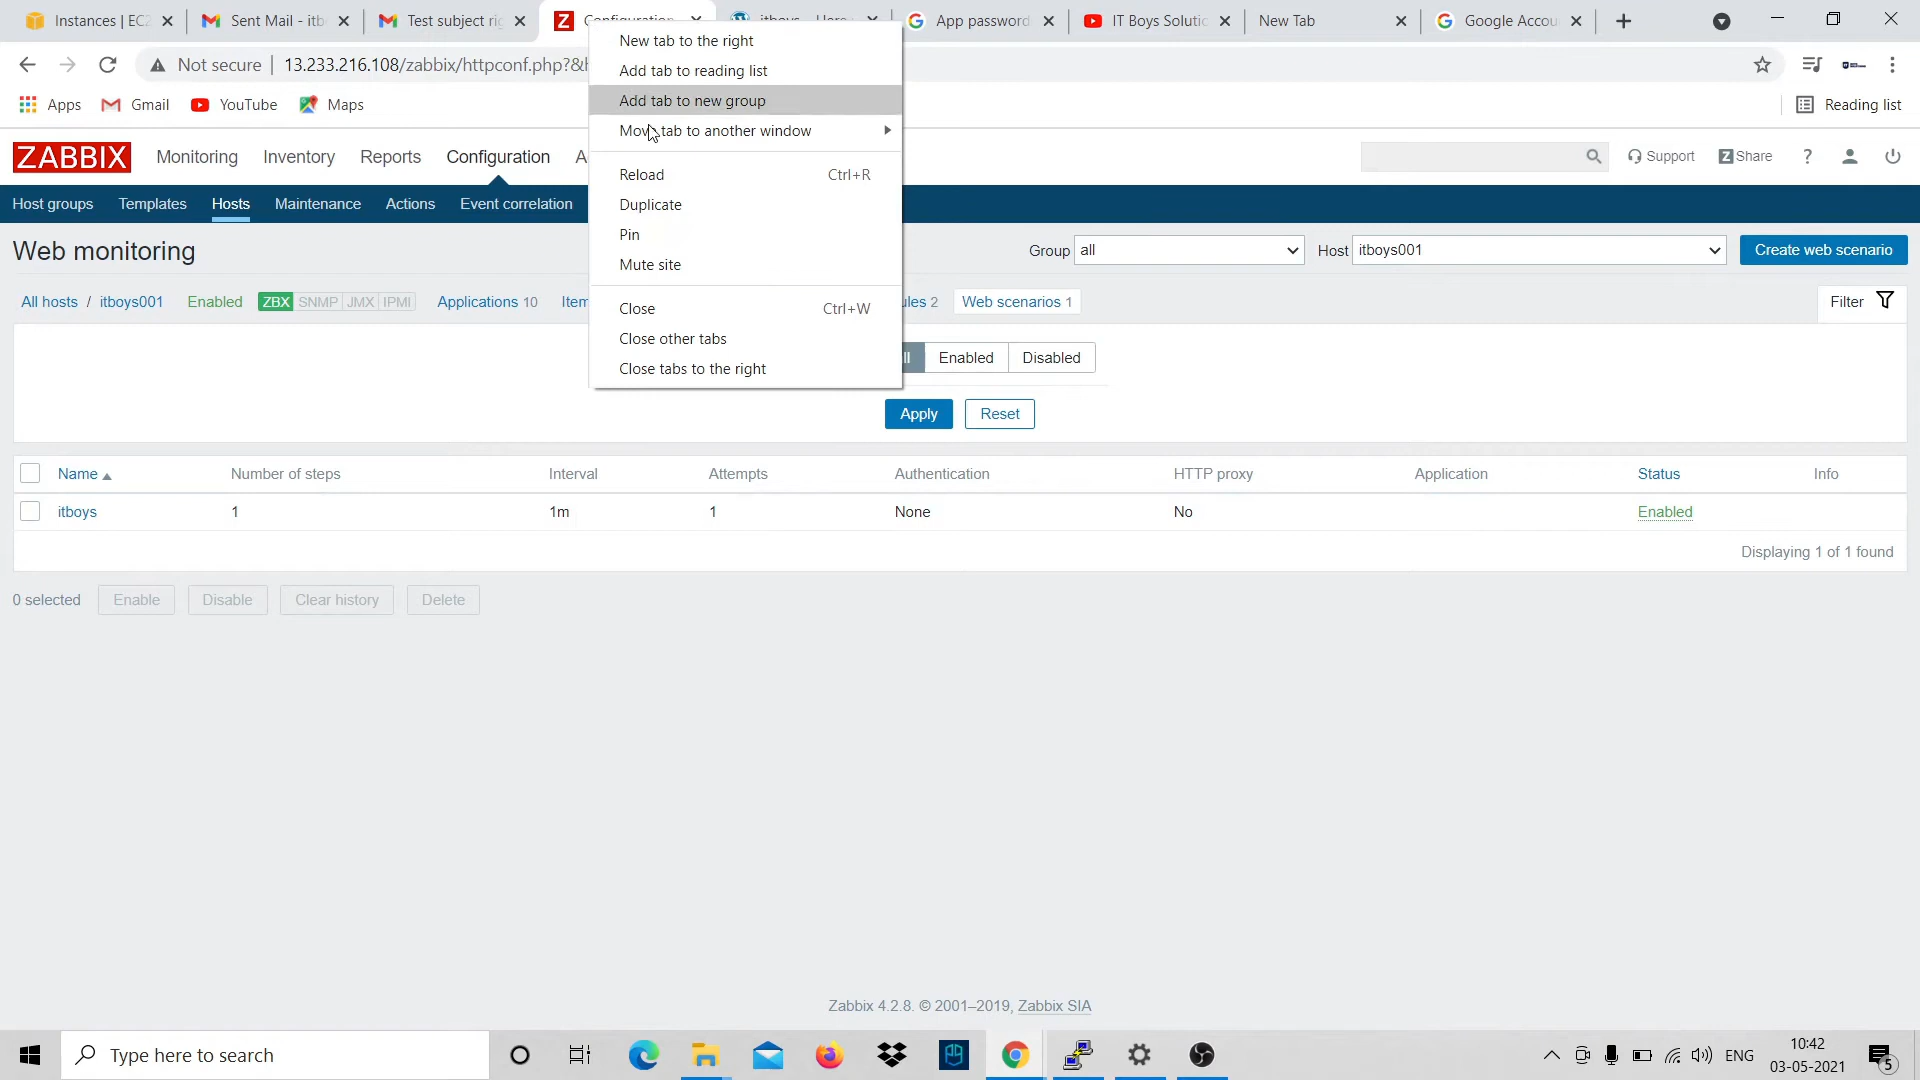 Instances | EC2
Sent Mail - itb
Test subject ri
IT Boys Solutio
New Tab
App password
Google Accou
Not secure
13.233.216.108/zabbix/httpconf.php?&h
Apps
Gmail
YouTube
Maps
Reading list
New tab to the right
Add tab to reading list
Add tab to new group
Move tab to another window
Reload Ctrl+R
Duplicate
Pin
Mute site
Close Ctrl+W
Close other tabs
Close tabs to the right
ZABBIX
Monitoring
Inventory
Reports
Configuration
A
Support
Z Share
?
Host groups
Templates
Hosts
Maintenance
Actions
Event correlation
Web monitoring
Group all
Host itboys001
Create web scenario
All hosts / itboys001 Enabled ZBX SNMP JMX IPMI Applications 10 Item
ules 2 Web scenarios 1
Filter
ll Enabled Disabled
Apply Reset
Name Number of steps Interval Attempts Authentication HTTP proxy Application Status Info
itboys 1 1m 1 None No Enabled
Displaying 1 of 1 found
0 selected Enable Disable Clear history Delete
Zabbix 4.2.8. © 2001–2019, Zabbix SIA
Type here to search
ENG
10:42
03-05-2021
5